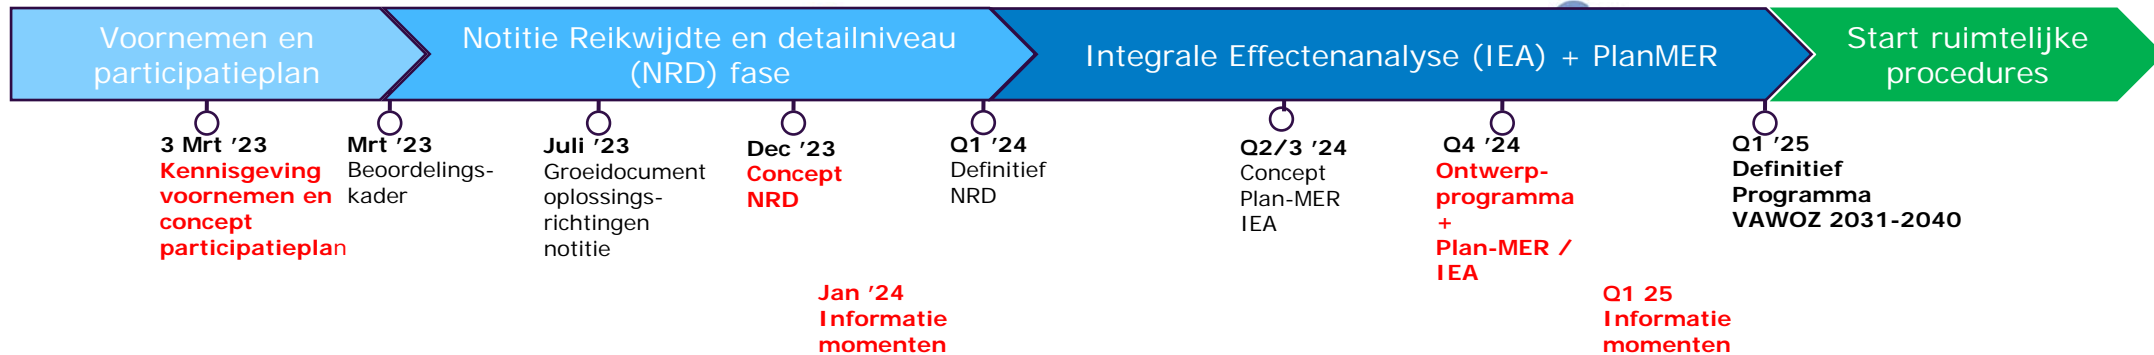 Voornemen en
participatieplan
Notitie Reikwijdte en detailniveau
(NRD) fase
Integrale Effectenanalyse (IEA) + PlanMER
Start ruimtelijke
procedures
3 Mrt '23
Kennisgeving
voornemen en
concept
participatieplan
Mrt '23
Beoordelings-
kader
Juli '23
Groeidocument
oplossings-
richtingen
notitie
Dec '23
Concept
NRD
Jan '24
Informatie
momenten
Q1 '24
Definitief
NRD
Q2/3 '24
Concept
Plan-MER
IEA
Q4 '24
Ontwerp-
programma
+
Plan-MER /
IEA
Q1 25
Informatie
momenten
Q1 '25
Definitief
Programma
VAWOZ 2031-2040